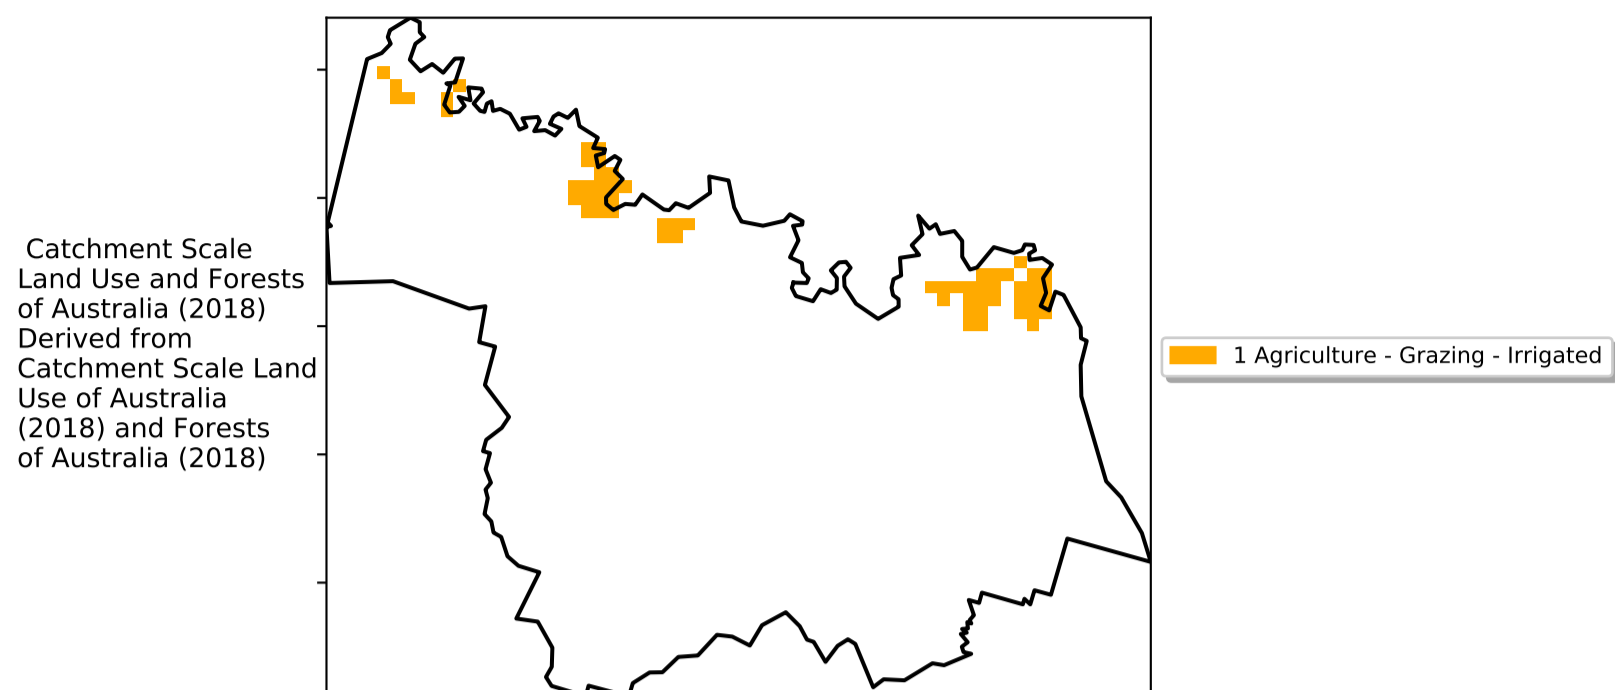 Catchment Scale
Land Use and Forests
of Australia (2018)
Derived from
Catchment Scale Land
Use of Australia
(2018) and Forests
of Australia (2018)
1 Agriculture - Grazing - Irrigated